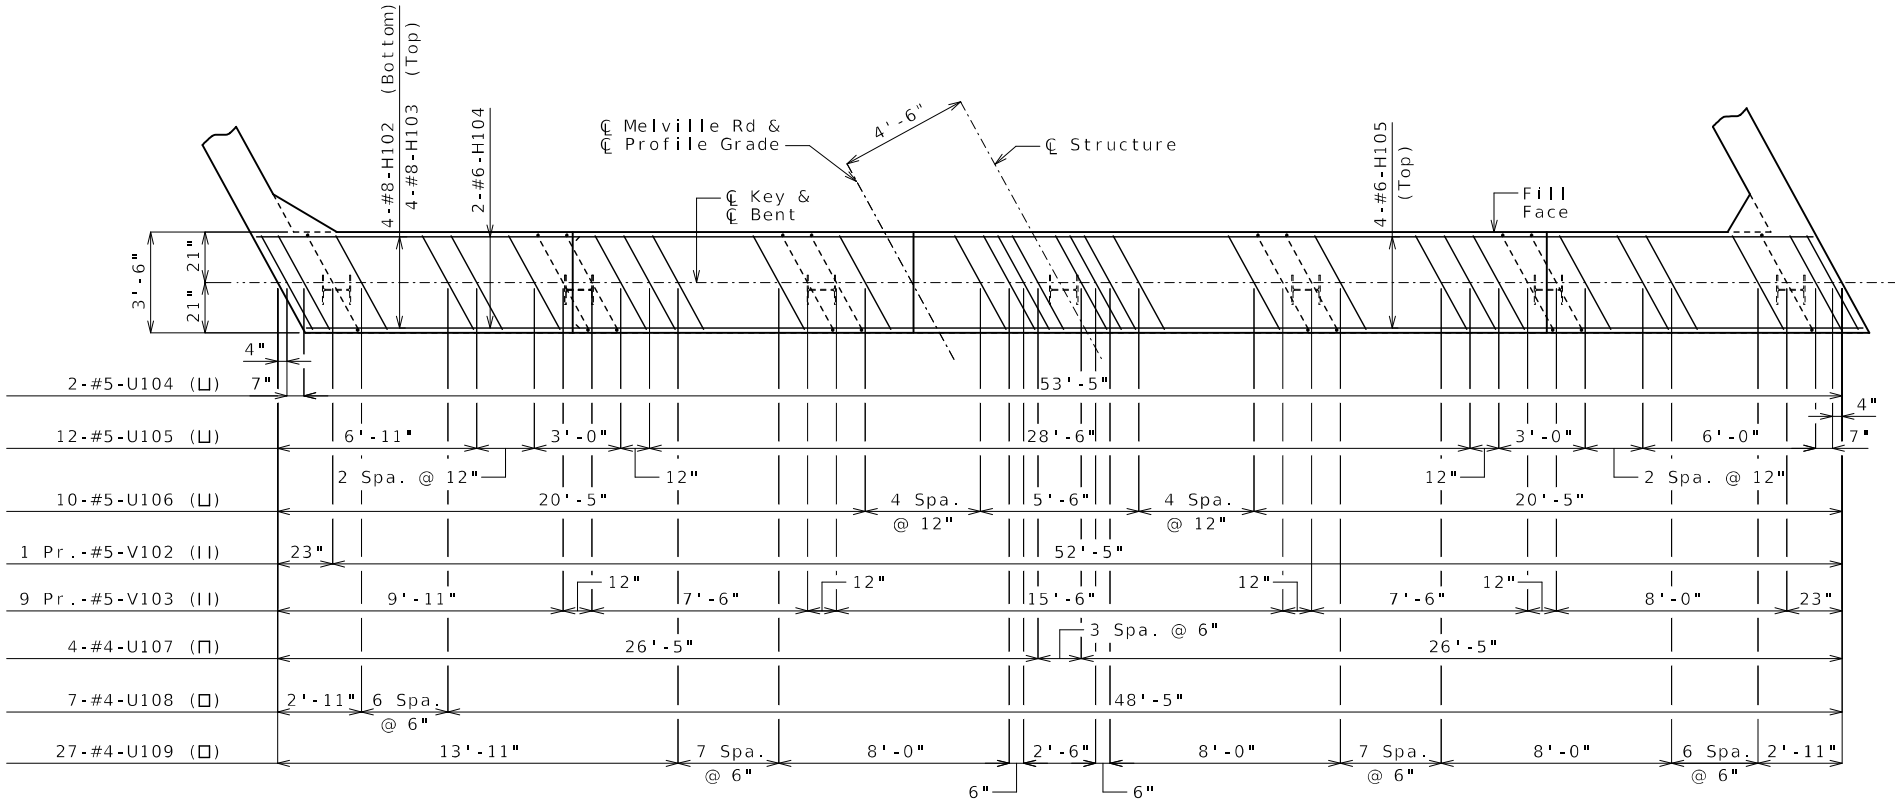 4-#8-H102 (Bottom)
4-#8-H103 (Top)
2-#6-H104
℄ Melville Rd &
℄ Profile Grade
4'-6"
℄ Structure
4-#6-H105
(Top)
℄ Key &
℄ Bent
Fill
Face
3'-6"
21"
21"
4"
2-#5-U104 (⊔) 7" 53'-5"
4"
12-#5-U105 (⊔) 6'-11" 3'-0" 28'-6" 3'-0" 6'-0" 7"
2 Spa. @ 12" 12" 12" 2 Spa. @ 12"
10-#5-U106 (⊔) 20'-5" 4 Spa. 5'-6" 4 Spa. 20'-5"
@ 12" @ 12"
1 Pr.-#5-V102 (||) 23" 52'-5"
12" 12" 12" 12"
9 Pr.-#5-V103 (||) 9'-11" 7'-6" 15'-6" 7'-6" 8'-0" 23"
3 Spa. @ 6"
4-#4-U107 (⊓) 26'-5" 26'-5"
7-#4-U108 (□) 2'-11" 6 Spa. 48'-5"
@ 6"
27-#4-U109 (□) 13'-11" 7 Spa. 8'-0" 2'-6" 8'-0" 7 Spa. 8'-0" 6 Spa. 2'-11"
@ 6" @ 6" @ 6"
6" 6"